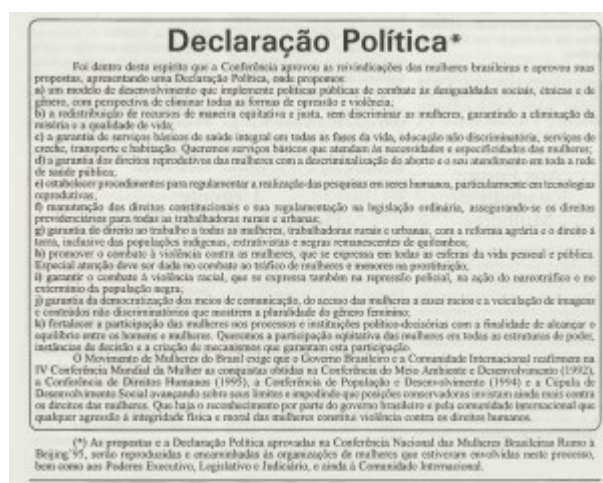 Declaração Política*
Foi dentro deste espírito que a Conferência aprovou as reivindicações das mulheres brasileiras e aprovou suas
propostas, apresentando uma Declaração Política, onde propomos:
a) um modelo de desenvolvimento que implemente políticas públicas de combate às desigualdades sociais, étnicas e de
gênero, com perspectiva de eliminar todas as formas de opressão e violência;
b) a redistribuição de recursos de maneira equitativa e justa, sem discriminar as mulheres, garantindo a eliminação da
miséria e a qualidade de vida;
c) a garantia de serviços básicos de saúde integral em todas as fases da vida, educação não discriminatória, serviços de
creche, transporte e habitação. Queremos serviços básicos que atendam às necessidades e especificidades das mulheres;
d) a garantia dos direitos reprodutivos das mulheres com a descriminalização do aborto e o seu atendimento em toda a rede
de saúde pública;
e) estabelecer procedimentos para regulamentar a realização das pesquisas em seres humanos, particularmente em tecnologias
reprodutivas;
f) manutenção dos direitos constitucionais e sua regulamentação na legislação ordinária, assegurando-se os direitos
previdenciários para todas as trabalhadoras rurais e urbanas;
g) garantia do direito ao trabalho a todas as mulheres, trabalhadoras rurais e urbanas, com a reforma agrária e o direito à
terra, inclusive das populações indígenas, extrativistas e negras remanescentes de quilombos;
h) promover o combate à violência contra as mulheres, que se expressa em todas as esferas da vida pessoal e pública.
Especial atenção deve ser dada no combate ao tráfico de mulheres e menores na prostituição;
i) garantir o combate à violência racial, que se expressa também na repressão policial, na ação do narcotráfico e no
extermínio da população negra;
j) garantia da democratização dos meios de comunicação, do acesso das mulheres a esses meios e a veiculação de imagens
e conteúdos não discriminatórios que mostrem a pluralidade do gênero feminino;
k) fortalecer a participação das mulheres nos processos e instituições político-decisórias com a finalidade de alcançar o
equilíbrio entre os homens e mulheres. Queremos a participação eqüitativa das mulheres em todas as estruturas de poder,
instâncias de decisão e a criação de mecanismos que garantam esta participação.
O Movimento de Mulheres do Brasil exige que o Governo Brasileiro e a Comunidade Internacional reafirmem na
IV Conferência Mundial da Mulher as conquistas obtidas na Conferência do Meio Ambiente e Desenvolvimento (1992),
a Conferência de Direitos Humanos (1993), a Conferência de População e Desenvolvimento (1994) e a Cúpula de
Desenvolvimento Social avançando sobre seus limites e impedindo que posições conservadoras invistam ainda mais contra
os direitos das mulheres. Que haja o reconhecimento por parte do governo brasileiro e pela comunidade internacional que
qualquer agressão à integridade física e moral das mulheres constitui violência contra os direitos humanos.
(*) As propostas e a Declaração Política aprovadas na Conferência Nacional das Mulheres Brasileiras Rumo à
Beijing'95, serão reproduzidas e encaminhadas às organizações de mulheres que estiveram envolvidas neste processo,
bem como aos Poderes Executivo, Legislativo e Judiciário, e ainda à Comunidade Internacional.